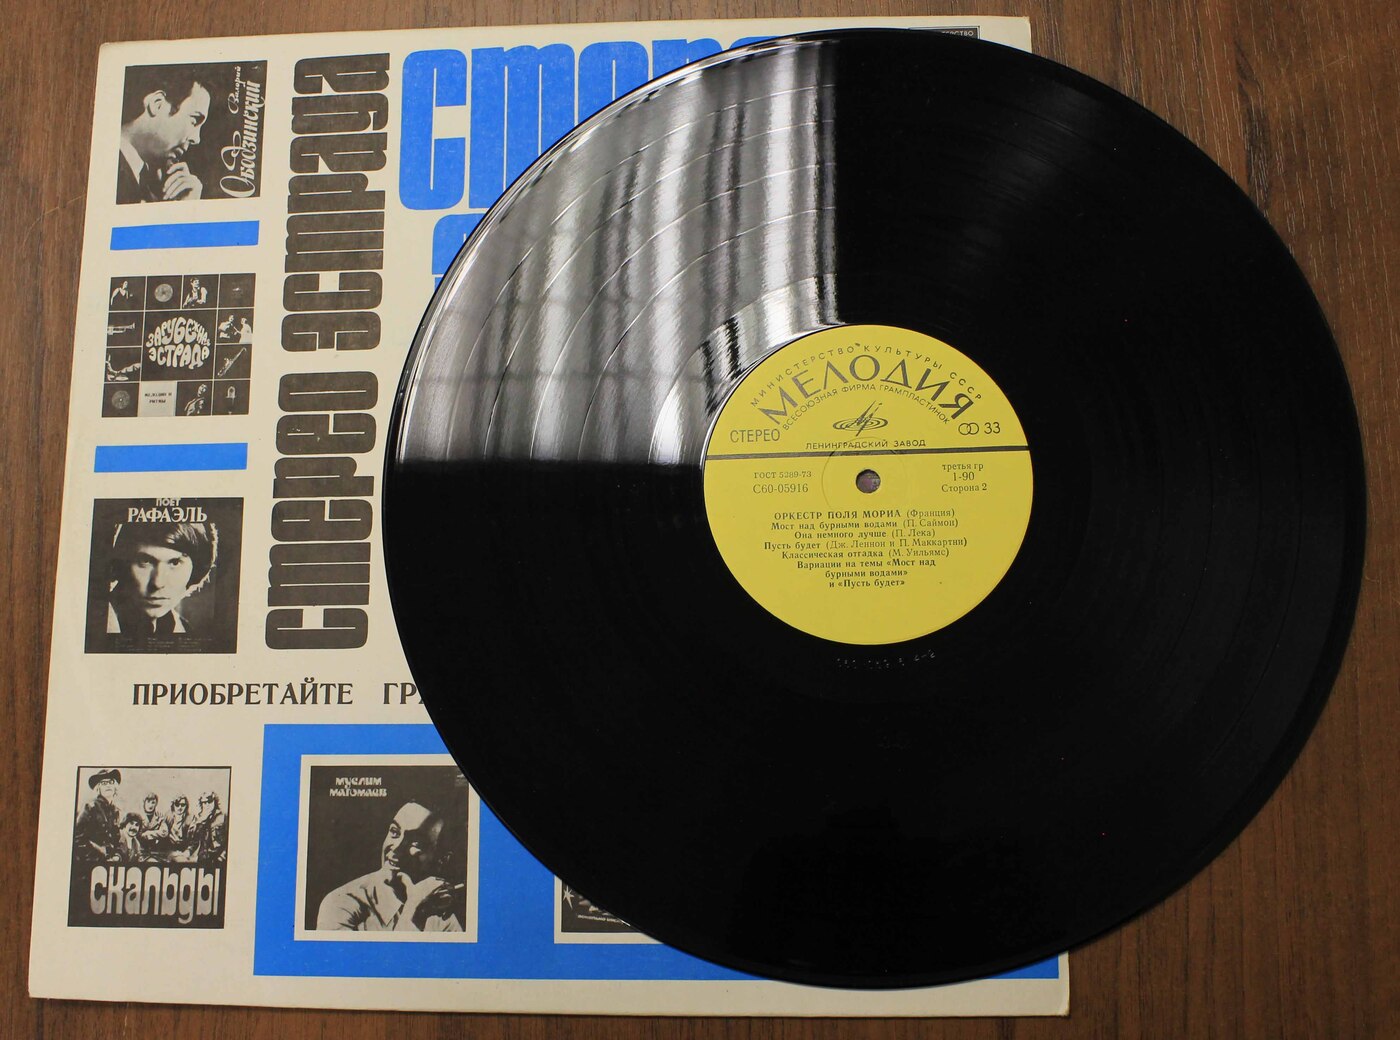 Валерий
Ободзинский
стерео эстрада
стерео
ЗАРУБЕЖНАЯ
ЭСТРАДА
МЕЛОДИИ И
РИТМЫ
ПОЕТ
РАФАЭЛЬ
ПРИОБРЕТАЙТЕ
СКАЛЬДЫ
муслим
магомаев
МИНИСТЕРСТВО КУЛЬТУРЫ СССР
МЕЛОДИЯ
ВСЕСОЮЗНАЯ ФИРМА ГРАМПЛАСТИНОК
СТЕРЕО
33
ЛЕНИНГРАДСКИЙ ЗАВОД
ГОСТ 5289-73
С60-05916
третья гр
1-90
Сторона 2
ОРКЕСТР ПОЛЯ МОРИА (Франция)
Мост над бурными водами (П. Саймон)
Она немного лучше (П. Лека)
Пусть будет (Дж. Леннон и П. Маккартни)
Классическая отгадка (М. Уильямс)
Вариации на темы «Мост над
бурными водами»
и «Пусть будет»